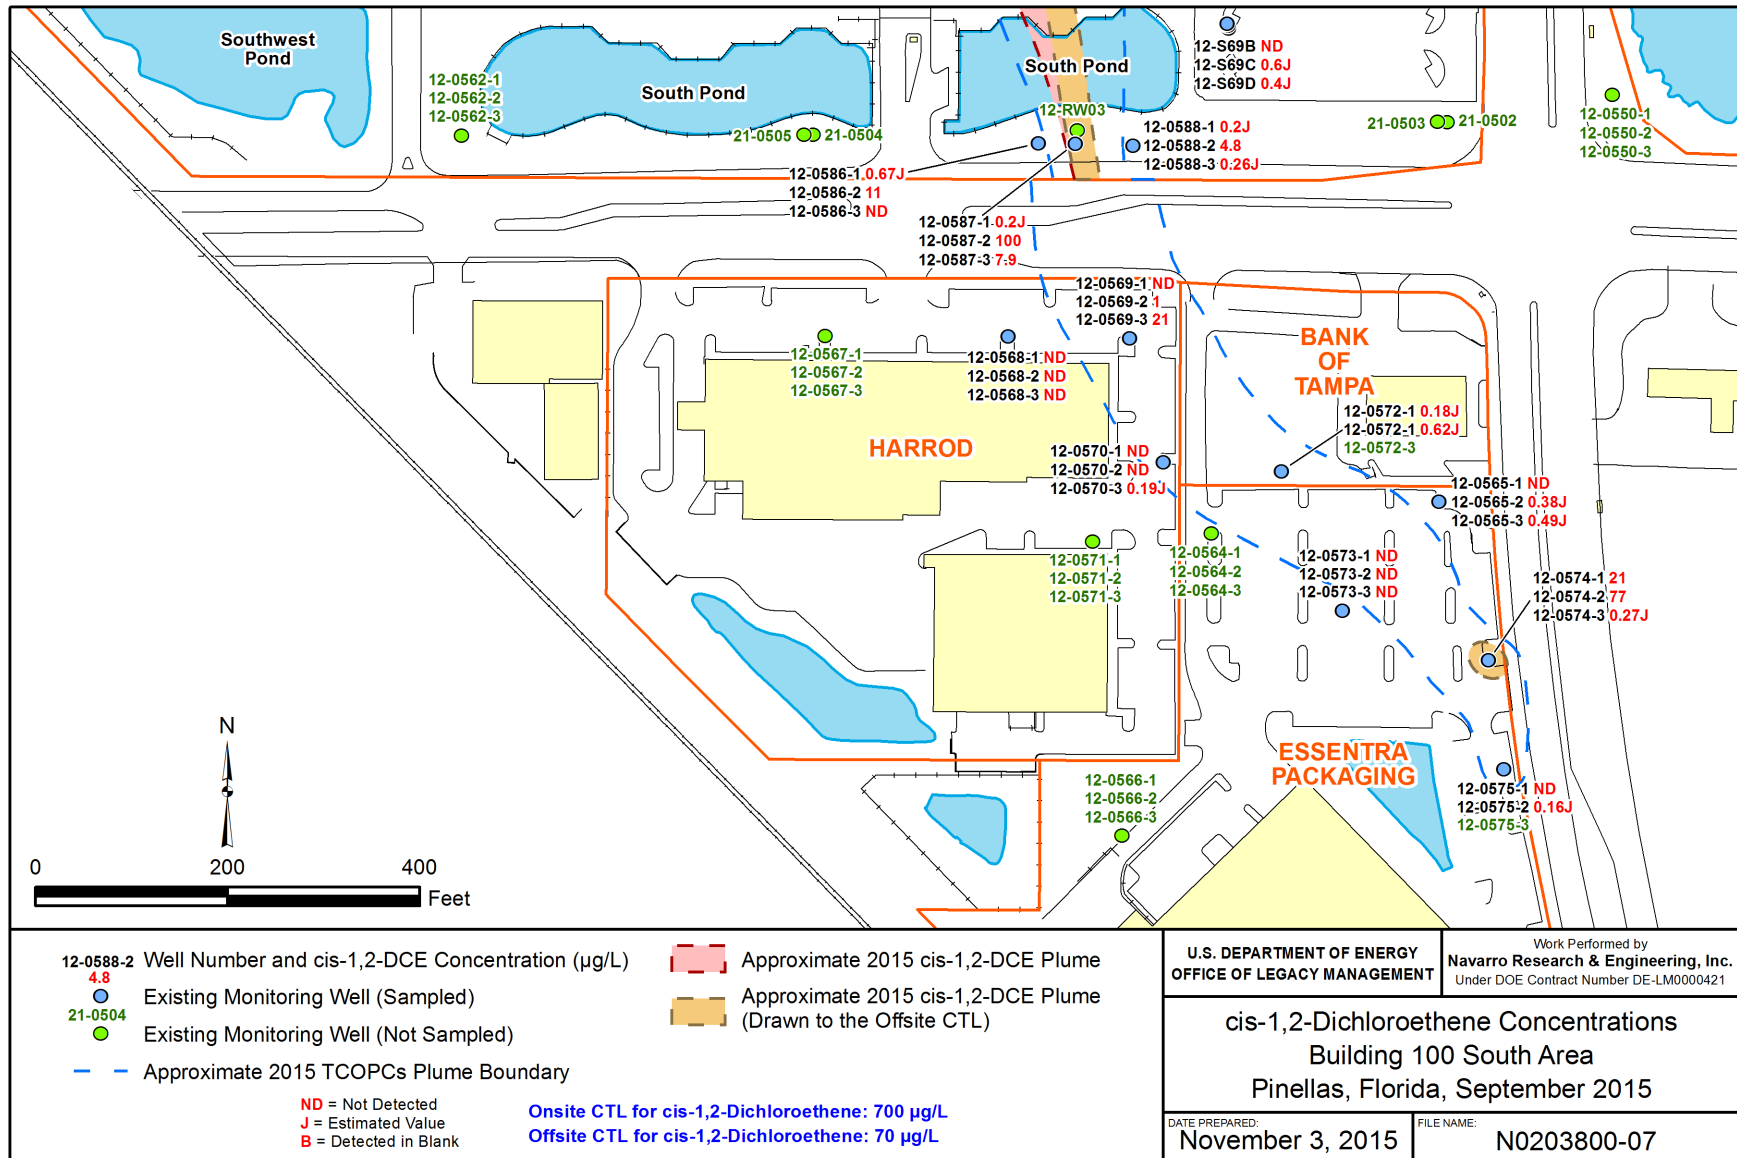 Southwest
Pond
South Pond
South Pond
12-S69B ND
12-S69C 0.6J
12-S69D 0.4J
12-0562-1
12-0562-2
12-0562-3
21-0505
21-0504
12-RW03
12-0588-1 0.2J
12-0588-2 4.8
12-0588-3 0.26J
21-0503
21-0502
12-0550-1
12-0550-2
12-0550-3
12-0586-1 0.67J
12-0586-2 11
12-0586-3 ND
12-0587-1 0.2J
12-0587-2 100
12-0587-3 7.9
12-0569-1 ND
12-0569-2 1
12-0569-3 21
12-0567-1
12-0567-2
12-0567-3
12-0568-1 ND
12-0568-2 ND
12-0568-3 ND
BANK
OF
TAMPA
12-0572-1 0.18J
12-0572-1 0.62J
12-0572-3
HARROD
12-0570-1 ND
12-0570-2 ND
12-0570-3 0.19J
12-0565-1 ND
12-0565-2 0.38J
12-0565-3 0.49J
12-0571-1
12-0571-2
12-0571-3
12-0564-1
12-0564-2
12-0564-3
12-0573-1 ND
12-0573-2 ND
12-0573-3 ND
12-0574-1 21
12-0574-2 77
12-0574-3 0.27J
ESSENTRA
PACKAGING
12-0566-1
12-0566-2
12-0566-3
12-0575-1 ND
12-0575-2 0.16J
12-0575-3
N
0 200 400
Feet
12-0588-2 Well Number and cis-1,2-DCE Concentration (µg/L)
4.8
Existing Monitoring Well (Sampled)
21-0504
Existing Monitoring Well (Not Sampled)
Approximate 2015 TCOPCs Plume Boundary
ND = Not Detected
J = Estimated Value
B = Detected in Blank
Approximate 2015 cis-1,2-DCE Plume
Approximate 2015 cis-1,2-DCE Plume
(Drawn to the Offsite CTL)
Onsite CTL for cis-1,2-Dichloroethene: 700 µg/L
Offsite CTL for cis-1,2-Dichloroethene: 70 µg/L
U.S. DEPARTMENT OF ENERGY
OFFICE OF LEGACY MANAGEMENT
Work Performed by
Navarro Research & Engineering, Inc.
Under DOE Contract Number DE-LM0000421
cis-1,2-Dichloroethene Concentrations
Building 100 South Area
Pinellas, Florida, September 2015
DATE PREPARED:
November 3, 2015
FILE NAME:
N0203800-07